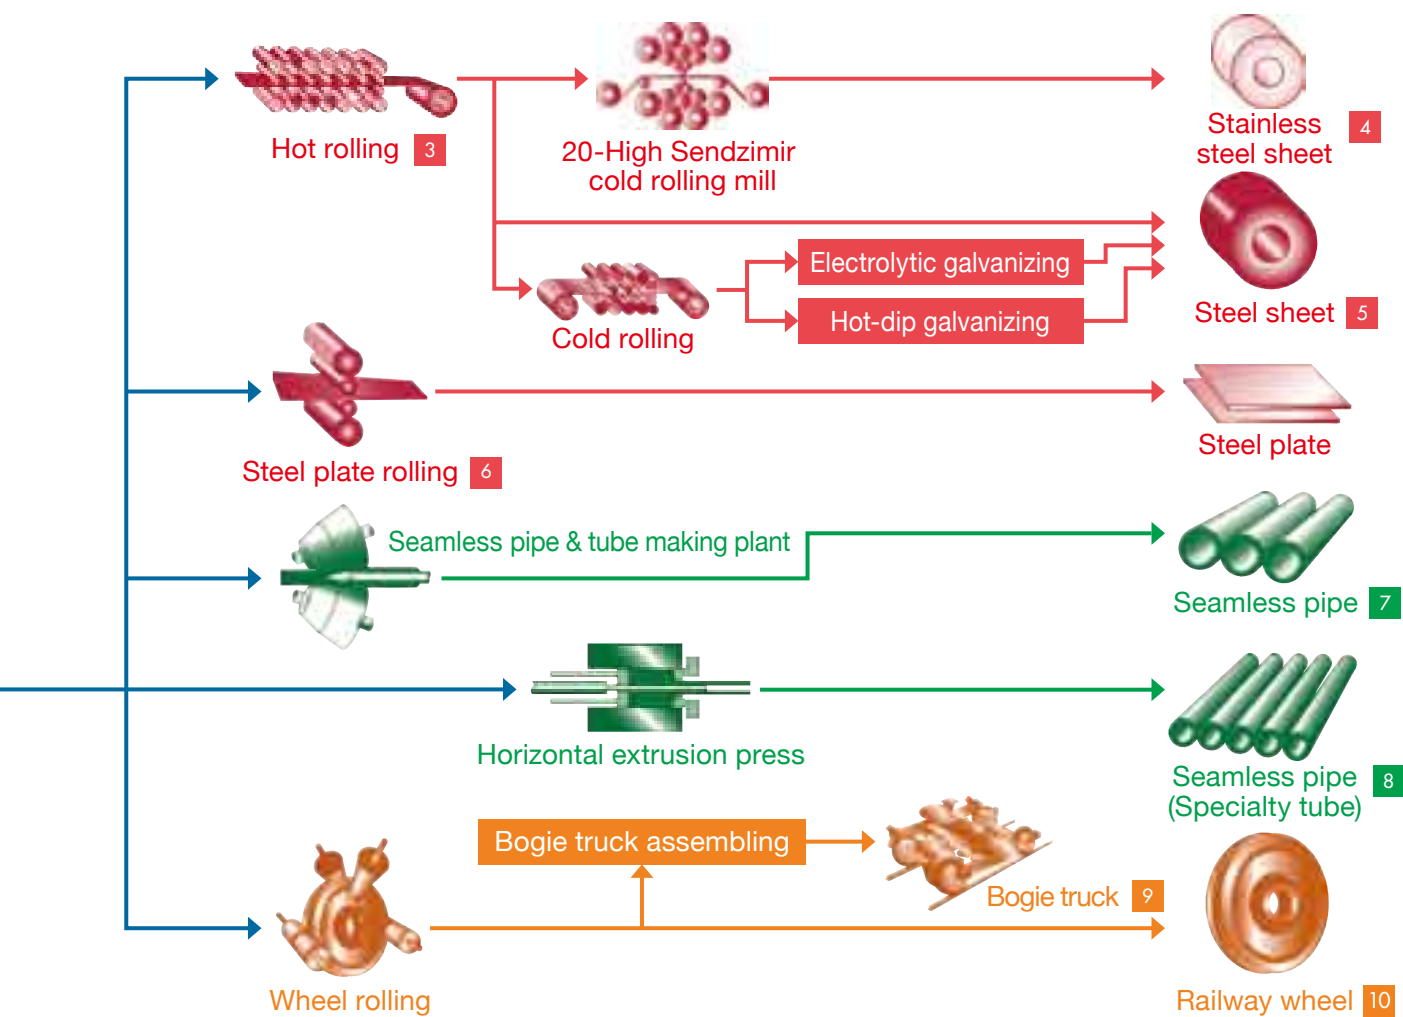 Hot rolling 3
20-High Sendzimir
cold rolling mill
Stainless
steel sheet 4
Electrolytic galvanizing
Hot-dip galvanizing
Cold rolling
Steel sheet 5
Steel plate rolling 6
Steel plate
Seamless pipe & tube making plant
Seamless pipe 7
Horizontal extrusion press
Seamless pipe
(Specialty tube) 8
Bogie truck assembling
Bogie truck 9
Wheel rolling
Railway wheel 10